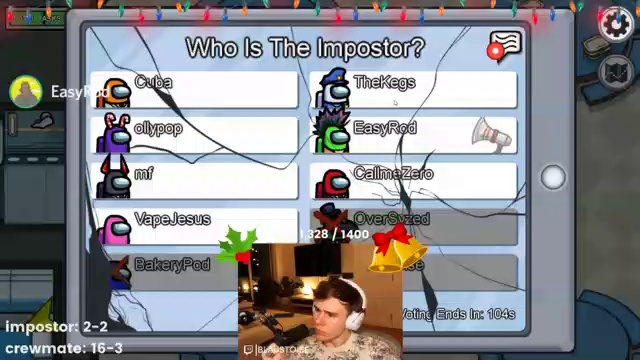 Who Is The Impostor?
Cuba
TheKegs
EasyRod
ollypop
EasyRod
mf
CallmeZero
VapeJesus
OverSyzed
1,328 / 1400
BakeryPod
Voting Ends In: 104s
impostor: 2-2
crewmate: 16-3